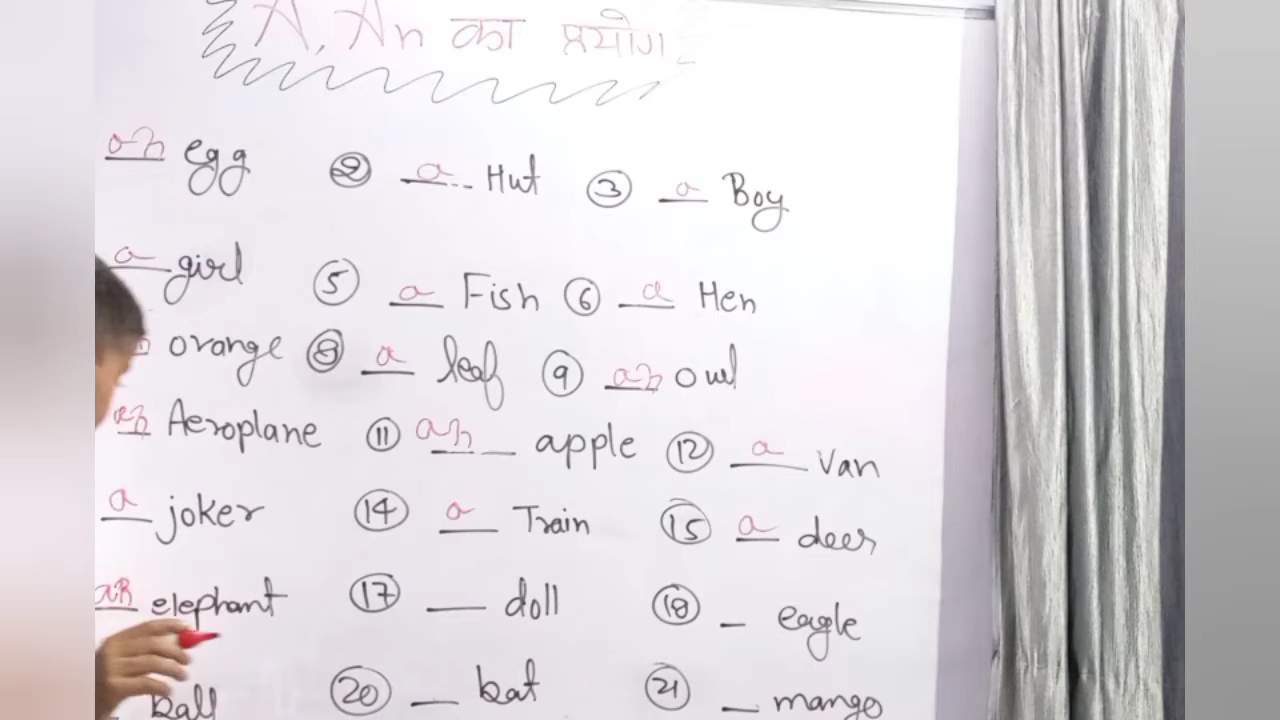 A, An का प्रयोग
an egg ② a Hut ③ a Boy
a girl ⑤ a Fish ⑥ a Hen
orange ⑧ a leaf ⑨ an owl
an Aeroplane ⑪ an apple ⑫ a Van
a joker ⑭ a Train ⑮ a deer
an elephant ⑰ __ doll ⑱ _ eagle
ball ⑳ __ bat ㉑ _ mango